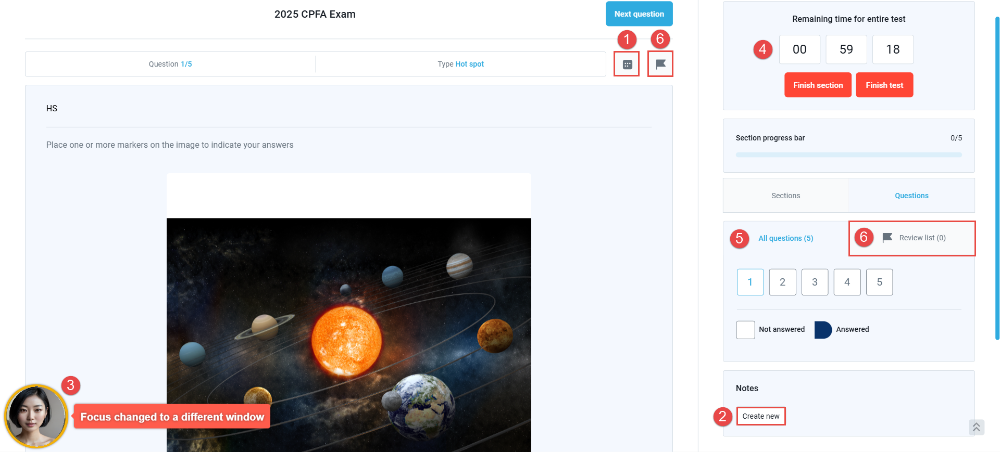 2025 CPFA Exam
Next question
1
6
Question 1/5
Type Hot spot
HS
Place one or more markers on the image to indicate your answers
3
Focus changed to a different window
Remaining time for entire test
4
00 59 18
Finish section
Finish test
Section progress bar
0/5
Sections
Questions
5
All questions (5)
6
Review list (0)
1 2 3 4 5
Not answered
Answered
Notes
2
Create new